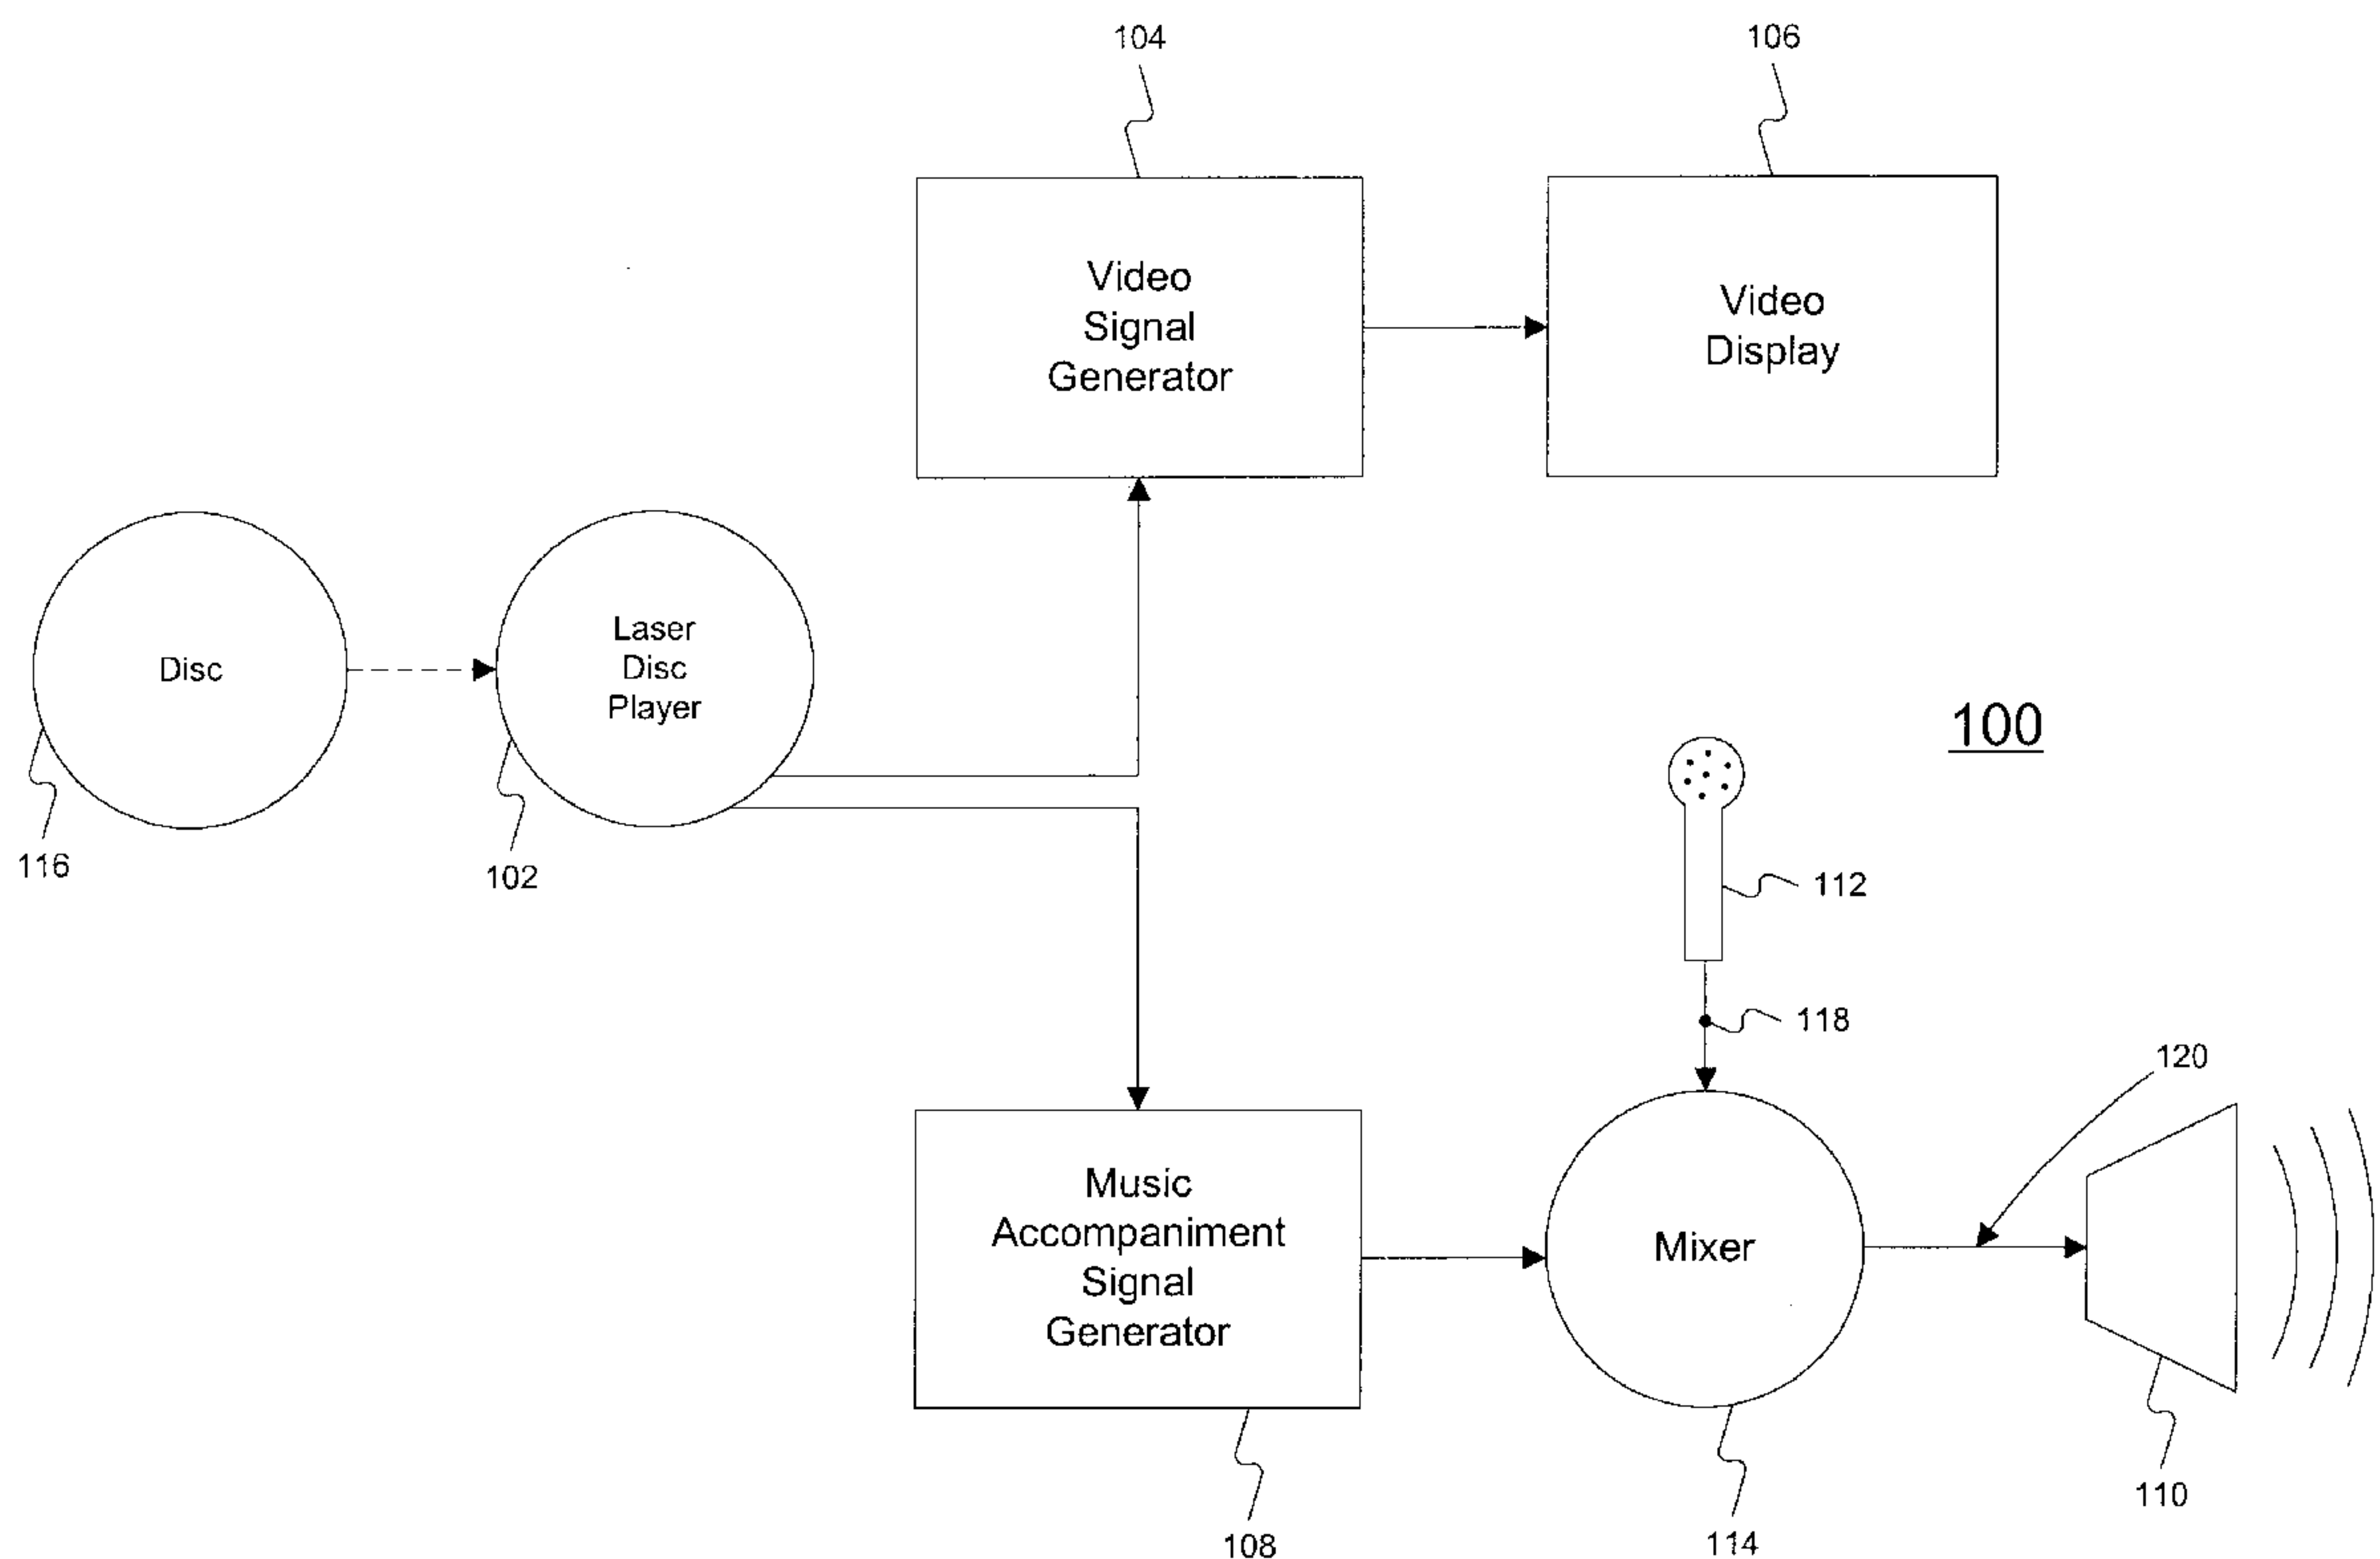 104
106
Video
Signal
Generator
Video
Display
Disc
Laser
Disc
Player
100
116
102
112
118
120
Music
Accompaniment
Signal
Generator
Mixer
110
108
114